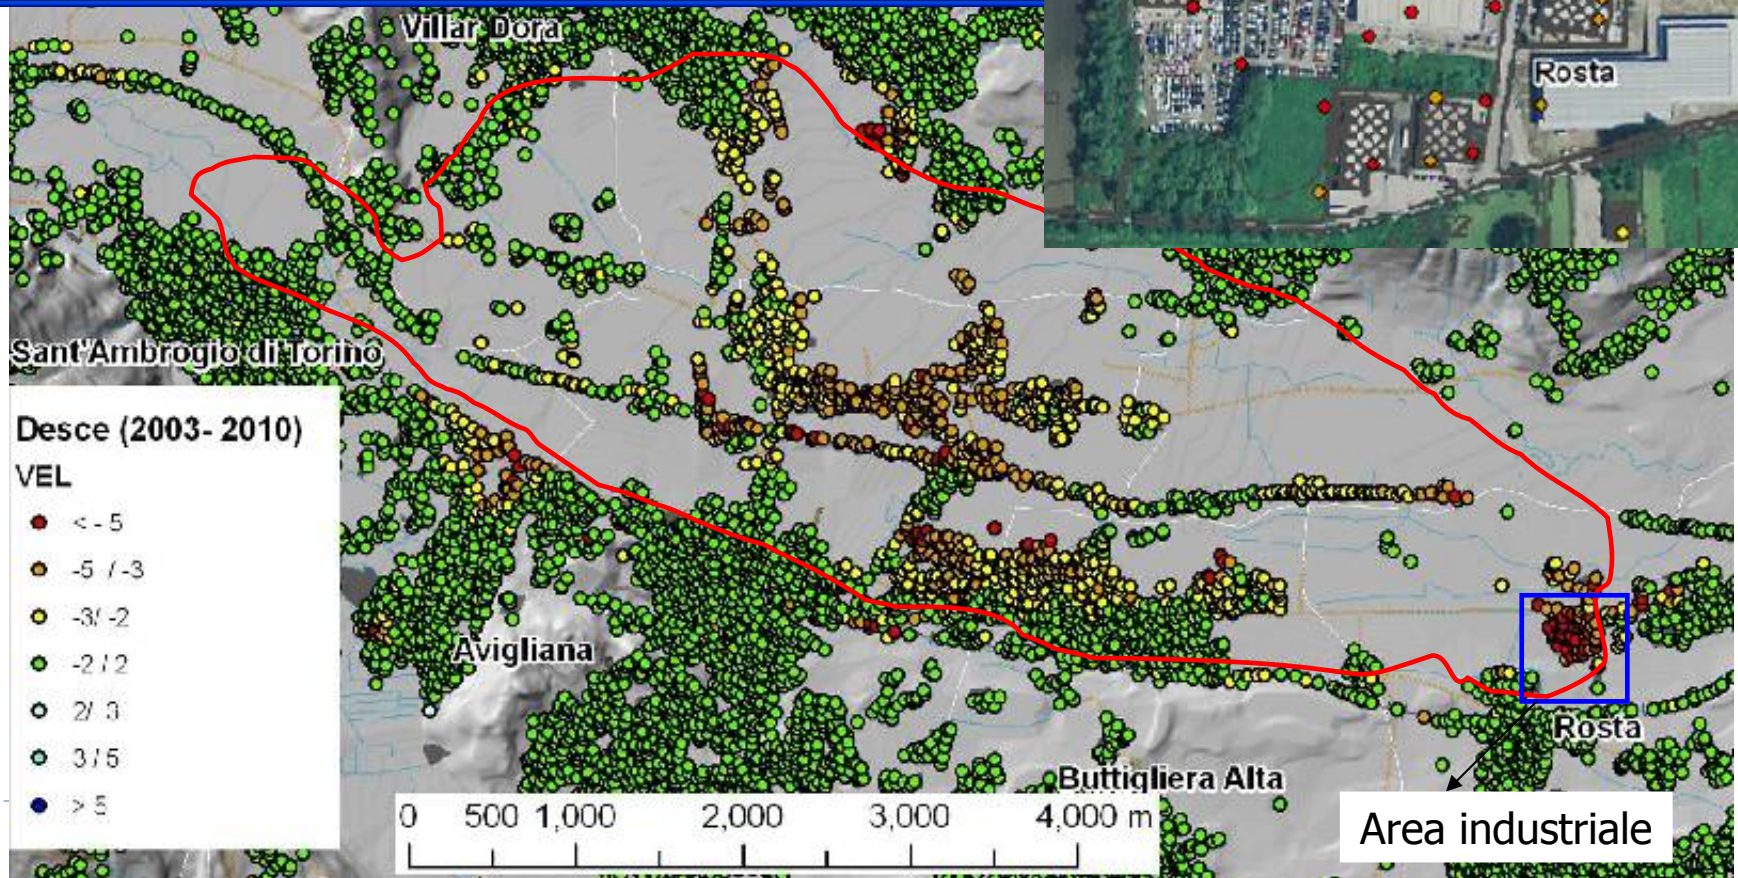 Villar Dora
Rosta
Sant'Ambrogio di Torino
Desce (2003- 2010)
VEL
< - 5
-5 / -3
-3/ -2
-2 / 2
2/ 3
3 / 5
> 5
Avigliana
Rosta
Buttigliera Alta
0 500 1,000 2,000 3,000 4,000 m
Area industriale